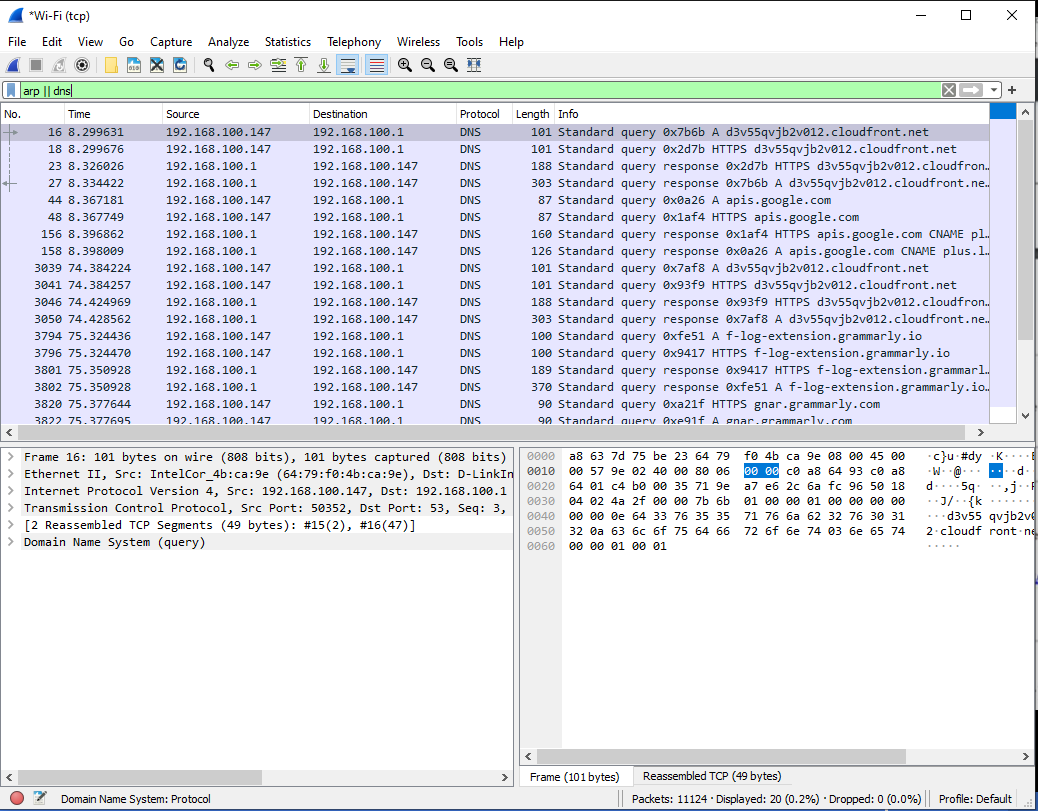 *Wi-Fi (tcp)
File Edit View Go Capture Analyze Statistics Telephony Wireless Tools Help
arp || dns
No. Time Source Destination Protocol Length Info
16 8.299631 192.168.100.147 192.168.100.1 DNS 101 Standard query 0x7b6b A d3v55qvjb2v012.cloudfront.net
18 8.299676 192.168.100.147 192.168.100.1 DNS 101 Standard query 0x2d7b HTTPS d3v55qvjb2v012.cloudfront.net
23 8.326026 192.168.100.1 192.168.100.147 DNS 188 Standard query response 0x2d7b HTTPS d3v55qvjb2v012.cloudfron…
27 8.334422 192.168.100.1 192.168.100.147 DNS 303 Standard query response 0x7b6b A d3v55qvjb2v012.cloudfront.ne…
44 8.367181 192.168.100.147 192.168.100.1 DNS 87 Standard query 0x0a26 A apis.google.com
48 8.367749 192.168.100.147 192.168.100.1 DNS 87 Standard query 0x1af4 HTTPS apis.google.com
156 8.396862 192.168.100.1 192.168.100.147 DNS 160 Standard query response 0x1af4 HTTPS apis.google.com CNAME pl…
158 8.398009 192.168.100.1 192.168.100.147 DNS 126 Standard query response 0x0a26 A apis.google.com CNAME plus.l…
3039 74.384224 192.168.100.147 192.168.100.1 DNS 101 Standard query 0x7af8 A d3v55qvjb2v012.cloudfront.net
3041 74.384257 192.168.100.147 192.168.100.1 DNS 101 Standard query 0x93f9 HTTPS d3v55qvjb2v012.cloudfront.net
3046 74.424969 192.168.100.1 192.168.100.147 DNS 188 Standard query response 0x93f9 HTTPS d3v55qvjb2v012.cloudfron…
3050 74.428562 192.168.100.1 192.168.100.147 DNS 303 Standard query response 0x7af8 A d3v55qvjb2v012.cloudfront.ne…
3794 75.324436 192.168.100.147 192.168.100.1 DNS 100 Standard query 0xfe51 A f-log-extension.grammarly.io
3796 75.324470 192.168.100.147 192.168.100.1 DNS 100 Standard query 0x9417 HTTPS f-log-extension.grammarly.io
3801 75.350928 192.168.100.1 192.168.100.147 DNS 189 Standard query response 0x9417 HTTPS f-log-extension.grammarl…
3802 75.350928 192.168.100.1 192.168.100.147 DNS 370 Standard query response 0xfe51 A f-log-extension.grammarly.io…
3820 75.377644 192.168.100.147 192.168.100.1 DNS 90 Standard query 0xa21f HTTPS gnar.grammarly.com
3822 75.377695 192.168.100.147 192.168.100.1 DNS 90 Standard query 0xe91f A gnar.grammarly.com
Frame 16: 101 bytes on wire (808 bits), 101 bytes captured (808 bits)
Ethernet II, Src: IntelCor_4b:ca:9e (64:79:f0:4b:ca:9e), Dst: D-LinkIn
Internet Protocol Version 4, Src: 192.168.100.147, Dst: 192.168.100.1
Transmission Control Protocol, Src Port: 50352, Dst Port: 53, Seq: 3,
[2 Reassembled TCP Segments (49 bytes): #15(2), #16(47)]
Domain Name System (query)
0000 a8 63 7d 75 be 23 64 79 f0 4b ca 9e 08 00 45 00 ·c}u·#dy ·K····E
0010 00 57 9e 02 40 00 80 06 00 00 c0 a8 64 93 c0 a8 ·W··@··· ····d·
0020 64 01 c4 b0 00 35 71 9e a7 e6 2c 6a fc 96 50 18 d····5q· ··,j··P
0030 04 02 4a 2f 00 00 7b 6b 01 00 00 01 00 00 00 00 ··J/··{k ·······
0040 00 00 0e 64 33 76 35 35 71 76 6a 62 32 76 30 31 ···d3v55 qvjb2v0
0050 32 0a 63 6c 6f 75 64 66 72 6f 6e 74 03 6e 65 74 2·cloudf ront·ne
0060 00 00 01 00 01 ·····
Frame (101 bytes) Reassembled TCP (49 bytes)
Domain Name System: Protocol Packets: 11124 · Displayed: 20 (0.2%) · Dropped: 0 (0.0%) Profile: Default